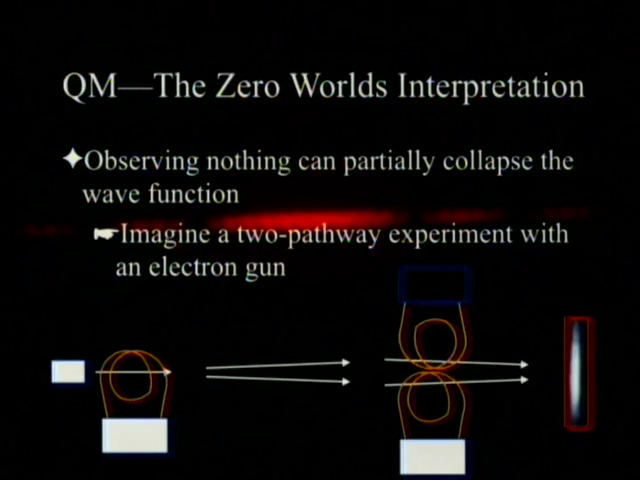 QM—The Zero Worlds Interpretation
Observing nothing can partially collapse the
wave function
Imagine a two-pathway experiment with
an electron gun